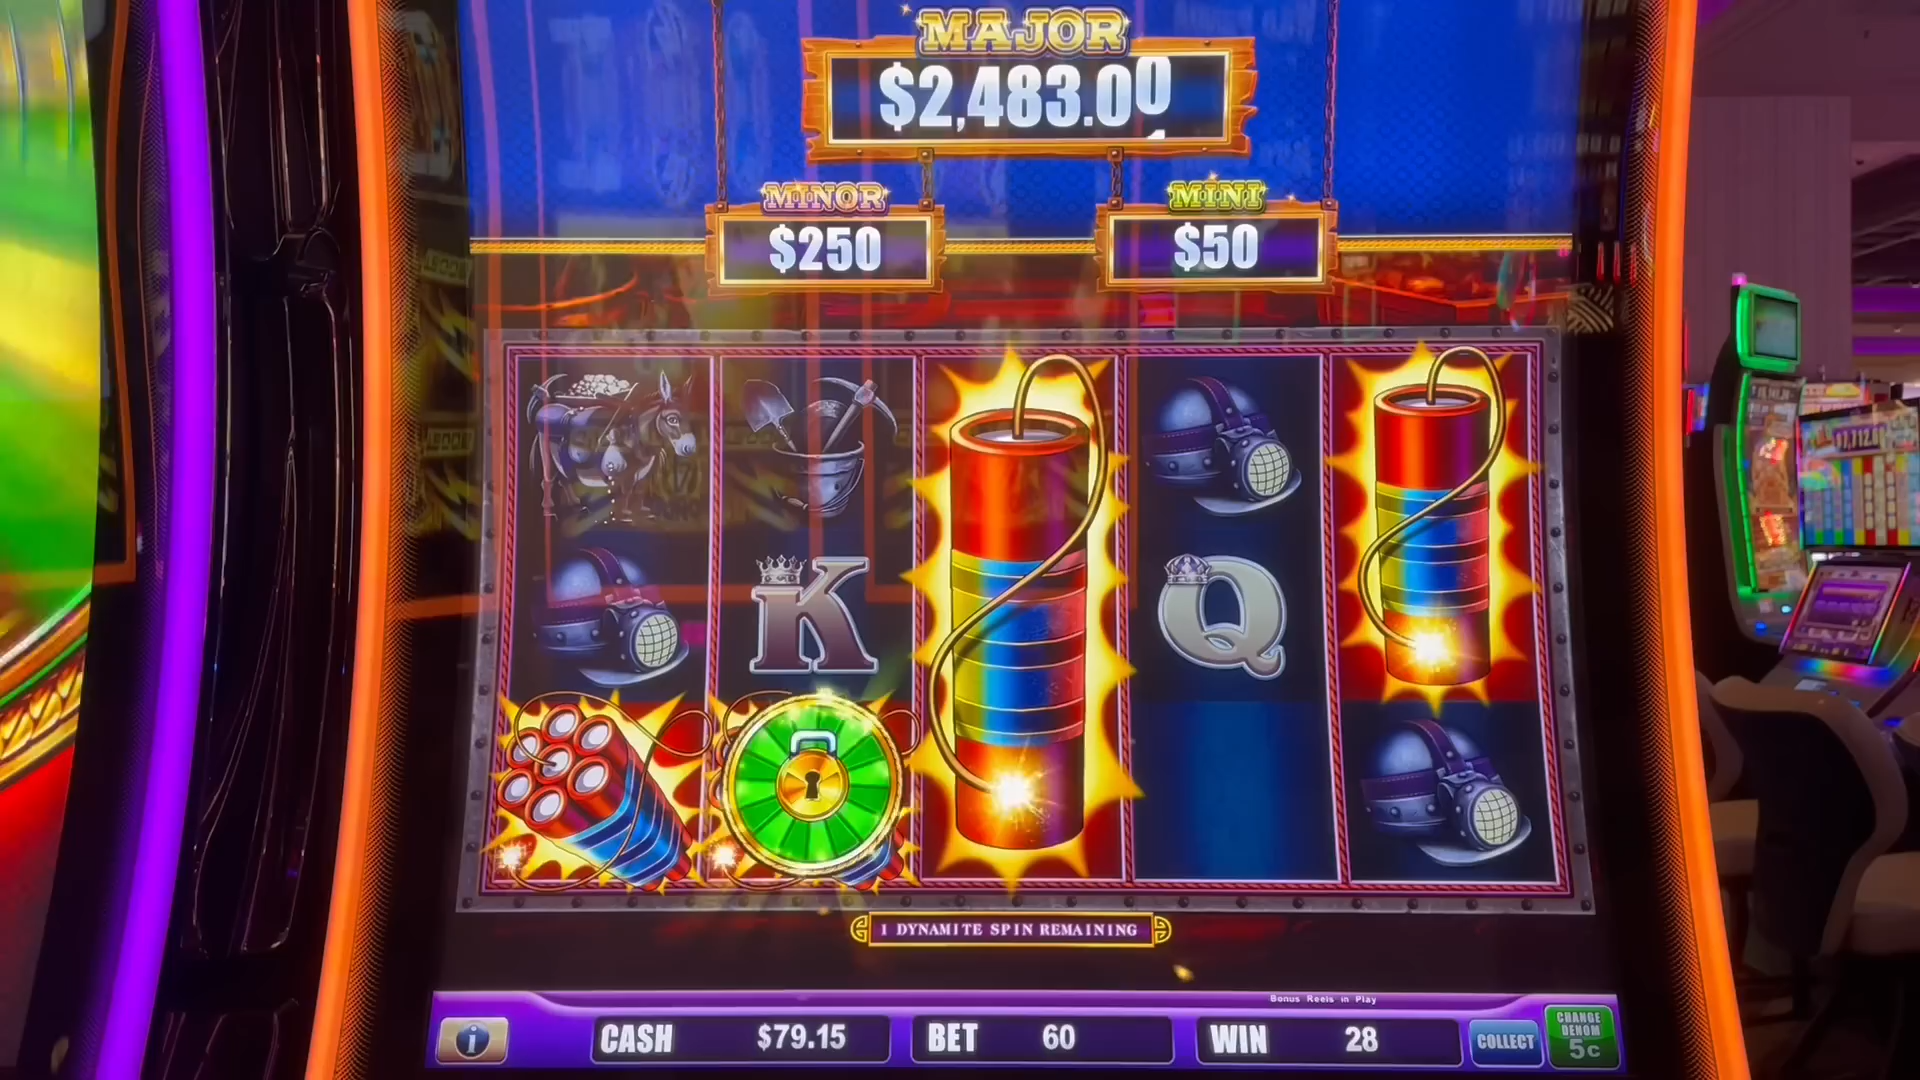 MAJOR
$2,483.00
MINOR
MINI
$250
$50
K
Q
1 DYNAMITE SPIN REMAINING
Bonus Reels in Play
i
CASH $79.15
BET 60
WIN 28
COLLECT
CHANGE
DENOM
5¢